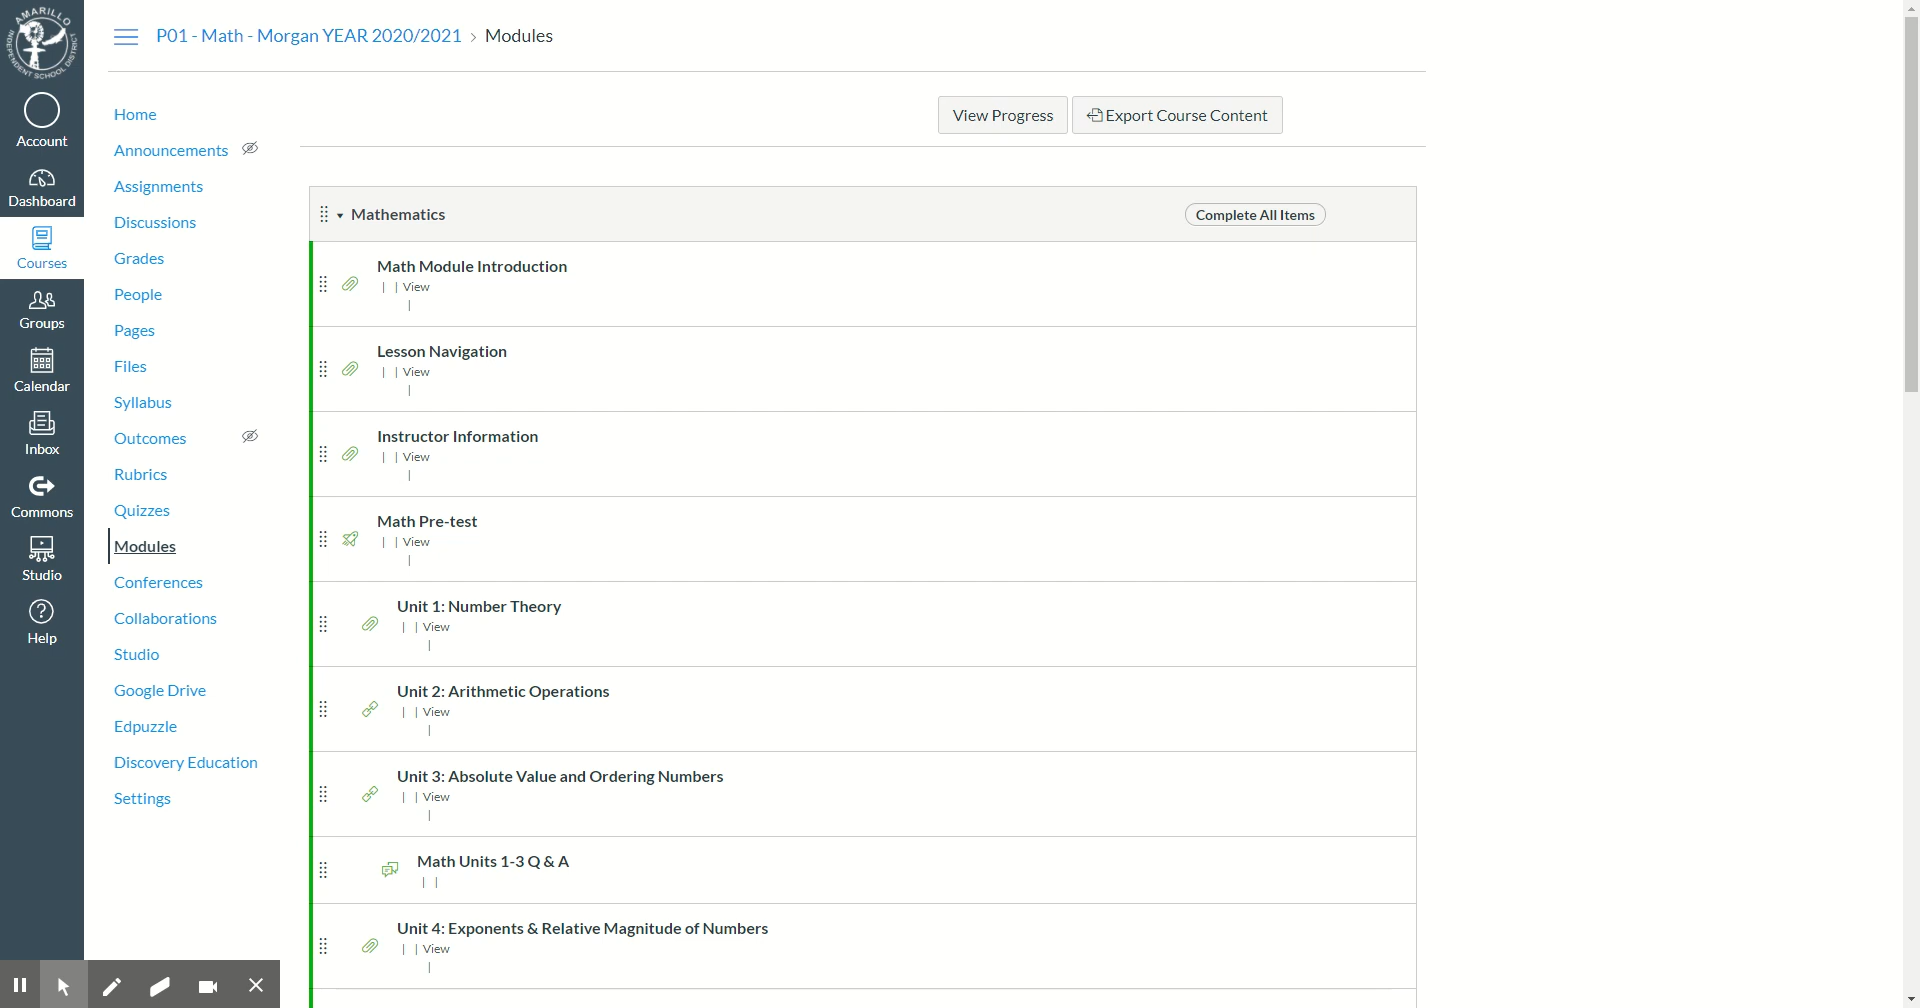 AMARILLO
INDEPENDENT SCHOOL DISTRICT
Account
Dashboard
Courses
Groups
Calendar
Inbox
Commons
Studio
Help
P01 - Math - Morgan YEAR 2020/2021 › Modules
Home
Announcements
Assignments
Discussions
Grades
People
Pages
Files
Syllabus
Outcomes
Rubrics
Quizzes
Modules
Conferences
Collaborations
Studio
Google Drive
Edpuzzle
Discovery Education
Settings
View Progress
Export Course Content
Mathematics
Complete All Items
Math Module Introduction
| | View
|
Lesson Navigation
| | View
|
Instructor Information
| | View
|
Math Pre-test
| | View
|
Unit 1: Number Theory
| | View
|
Unit 2: Arithmetic Operations
| | View
|
Unit 3: Absolute Value and Ordering Numbers
| | View
|
Math Units 1-3 Q & A
| |
Unit 4: Exponents & Relative Magnitude of Numbers
| | View
|